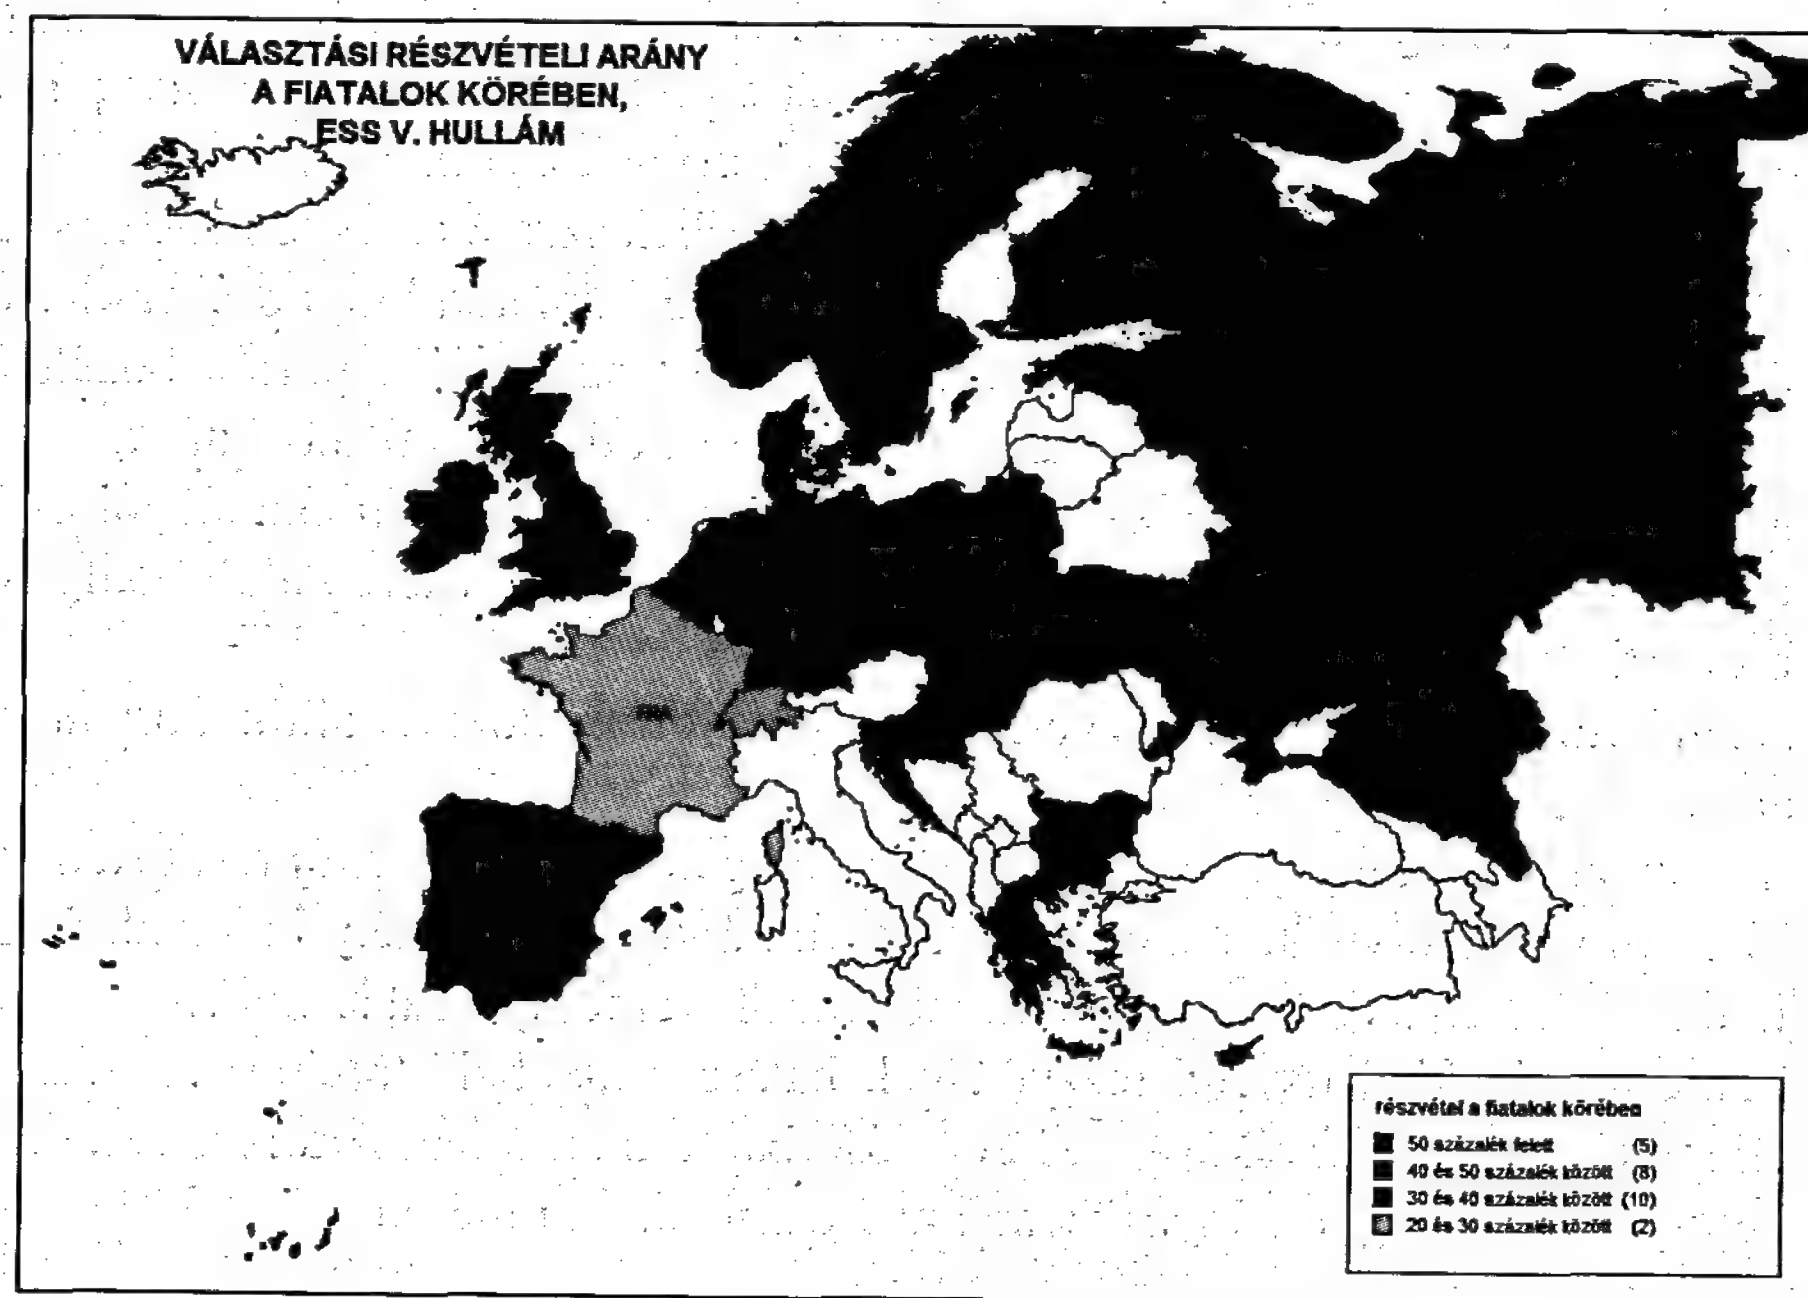 VÁLASZTÁSI RÉSZVÉTELI ARÁNY
A FIATALOK KÖRÉBEN,
ESS V. HULLÁM
részvétel a fiatalok körében
50 százalék felett (5)
40 és 50 százalék között (8)
30 és 40 százalék között (10)
20 és 30 százalék között (2)